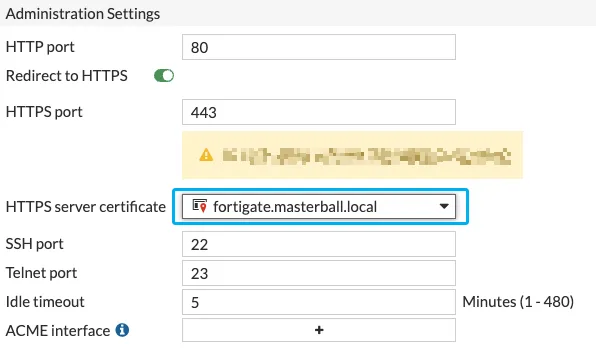 Administration Settings
HTTP port 80
Redirect to HTTPS
HTTPS port 443
HTTPS server certificate fortigate.masterball.local
SSH port 22
Telnet port 23
Idle timeout 5 Minutes (1 - 480)
ACME interface